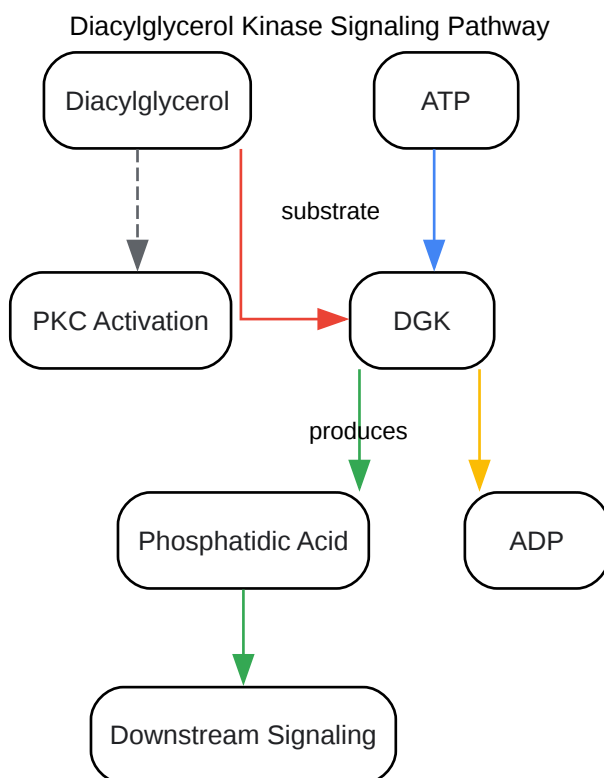 Diacylglycerol Kinase Signaling Pathway
Diacylglycerol
ATP
substrate
PKC Activation
DGK
produces
Phosphatidic Acid
ADP
Downstream Signaling